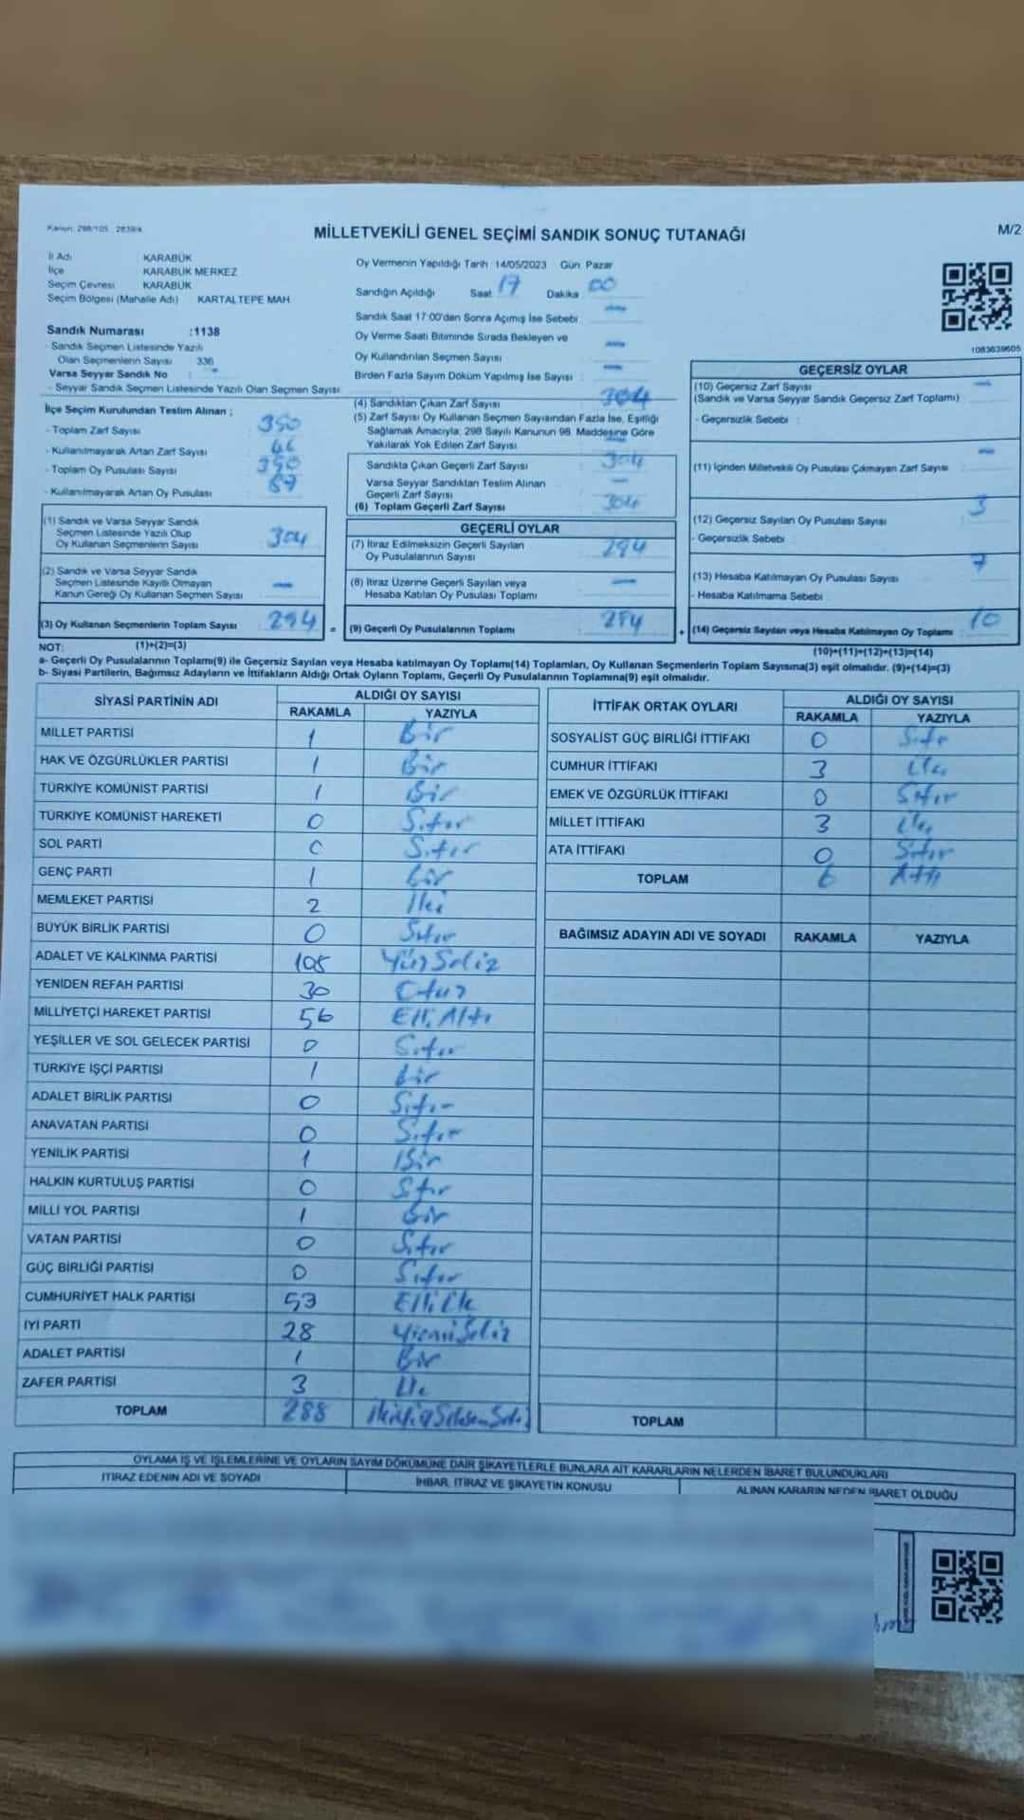 Kanun: 298/105 2839/4
MİLLETVEKİLİ GENEL SEÇİMİ SANDIK SONUÇ TUTANAĞI
M/2
İl Adı KARABÜK
İlçe KARABÜK MERKEZ
Seçim Çevresi KARABÜK
Seçim Bölgesi (Mahalle Adı) KARTALTEPE MAH
Sandık Numarası :1138
- Sandık Seçmen Listesinde Yazılı
Olan Seçmenlerin Sayısı 336
Varsa Seyyar Sandık No :
- Seyyar Sandık Seçmen Listesinde Yazılı Olan Seçmen Sayısı
İlçe Seçim Kurulundan Teslim Alınan ;
- Toplam Zarf Sayısı 350
- Kullanılmayarak Artan Zarf Sayısı 46
- Toplam Oy Pusulası Sayısı 350
- Kullanılmayarak Artan Oy Pusulası
(1) Sandık ve Varsa Seyyar Sandık
Seçmen Listesinde Yazılı Olup
Oy Kullanan Seçmenlerin Sayısı 304
(2) Sandık ve Varsa Seyyar Sandık
Seçmen Listesinde Kayıtlı Olmayan
Kanun Gereği Oy Kullanan Seçmen Sayısı —
(3) Oy Kullanan Seçmenlerin Toplam Sayısı 294 =
Oy Vermenin Yapıldığı Tarih 14/05/2023 Gün Pazar
Sandığın Açıldığı Saat 17 Dakika 00
Sandık Saat 17:00'dan Sonra Açılmış İse Sebebi —
Oy Verme Saati Bitiminde Sırada Bekleyen ve
Oy Kullandırılan Seçmen Sayısı —
Birden Fazla Sayım Döküm Yapılmış İse Sayısı —
(4) Sandıktan Çıkan Zarf Sayısı 304
(5) Zarf Sayısı Oy Kullanan Seçmen Sayısından Fazla İse, Eşitliği
Sağlamak Amacıyla; 298 Sayılı Kanunun 98. Maddesine Göre
Yakılarak Yok Edilen Zarf Sayısı —
Sandıkta Çıkan Geçerli Zarf Sayısı 304
Varsa Seyyar Sandıktan Teslim Alınan
Geçerli Zarf Sayısı —
(6) Toplam Geçerli Zarf Sayısı 304
GEÇERLİ OYLAR
(7) İtiraz Edilmeksizin Geçerli Sayılan
Oy Pusulalarının Sayısı 294
(8) İtiraz Üzerine Geçerli Sayılan veya
Hesaba Katılan Oy Pusulası Toplamı —
(9) Geçerli Oy Pusulalarının Toplamı +
1083639605
GEÇERSİZ OYLAR
(10) Geçersiz Zarf Sayısı —
(Sandık ve Varsa Seyyar Sandık Geçersiz Zarf Toplamı)
- Geçersizlik Sebebi :
(11) İçinden Milletvekili Oy Pusulası Çıkmayan Zarf Sayısı —
(12) Geçersiz Sayılan Oy Pusulası Sayısı 3
- Geçersizlik Sebebi
(13) Hesaba Katılmayan Oy Pusulası Sayısı 7
- Hesaba Katılmama Sebebi
(14) Geçersiz Sayılan veya Hesaba Katılmayan Oy Toplamı 10
NOT: (1)+(2)=(3) (10)+(11)+(12)+(13)=(14)
a- Geçerli Oy Pusulalarının Toplamı(9) ile Geçersiz Sayılan veya Hesaba katılmayan Oy Toplamı(14) Toplamları, Oy Kullanan Seçmenlerin Toplam Sayısına(3) eşit olmalıdır. (9)+(14)=(3)
b- Siyasi Partilerin, Bağımsız Adayların ve İttifakların Aldığı Ortak Oyların Toplamı, Geçerli Oy Pusulalarının Toplamına(9) eşit olmalıdır.
SİYASİ PARTİNİN ADI ALDIĞI OY SAYISI
RAKAMLA YAZIYLA
MİLLET PARTİSİ 1 Bir
HAK VE ÖZGÜRLÜKLER PARTİSİ 1 Bir
TÜRKİYE KOMÜNİST PARTİSİ 1 Bir
TÜRKİYE KOMÜNİST HAREKETİ 0 Sıfır
SOL PARTİ 0 Sıfır
GENÇ PARTİ 1 Bir
MEMLEKET PARTİSİ 2 İki
BÜYÜK BİRLİK PARTİSİ 0 Sıfır
ADALET VE KALKINMA PARTİSİ 108 Yüz Sekiz
YENİDEN REFAH PARTİSİ 30 Otuz
MİLLİYETÇİ HAREKET PARTİSİ 56 Elli Altı
YEŞİLLER VE SOL GELECEK PARTİSİ 0 Sıfır
TÜRKİYE İŞÇİ PARTİSİ 1 Bir
ADALET BİRLİK PARTİSİ 0 Sıfır
ANAVATAN PARTİSİ 0 Sıfır
YENİLİK PARTİSİ 1 Bir
HALKIN KURTULUŞ PARTİSİ 0 Sıfır
MİLLİ YOL PARTİSİ 1 Bir
VATAN PARTİSİ 0 Sıfır
GÜÇ BİRLİĞİ PARTİSİ 0 Sıfır
CUMHURİYET HALK PARTİSİ 53 Elli Üç
İYİ PARTİ 28 Yirmi Sekiz
ADALET PARTİSİ 1 Bir
ZAFER PARTİSİ 3 Üç
TOPLAM 288 İkiyüz Seksen Sekiz
İTTİFAK ORTAK OYLARI ALDIĞI OY SAYISI
RAKAMLA YAZIYLA
SOSYALİST GÜÇ BİRLİĞİ İTTİFAKI 0 Sıfır
CUMHUR İTTİFAKI 3 Üç
EMEK VE ÖZGÜRLÜK İTTİFAKI 0 Sıfır
MİLLET İTTİFAKI 3 Üç
ATA İTTİFAKI 0 Sıfır
TOPLAM 6 Altı
BAĞIMSIZ ADAYIN ADI VE SOYADI RAKAMLA YAZIYLA
TOPLAM
OYLAMA İŞ VE İŞLEMLERİNE VE OYLARIN SAYIM DÖKÜMÜNE DAİR ŞİKAYETLERLE BUNLARA AİT KARARLARIN NELERDEN İBARET BULUNDUKLARI
İTİRAZ EDENİN ADI VE SOYADI İHBAR, İTİRAZ VE ŞİKAYETİN KONUSU ALINAN KARARIN NEDEN İBARET OLDUĞU